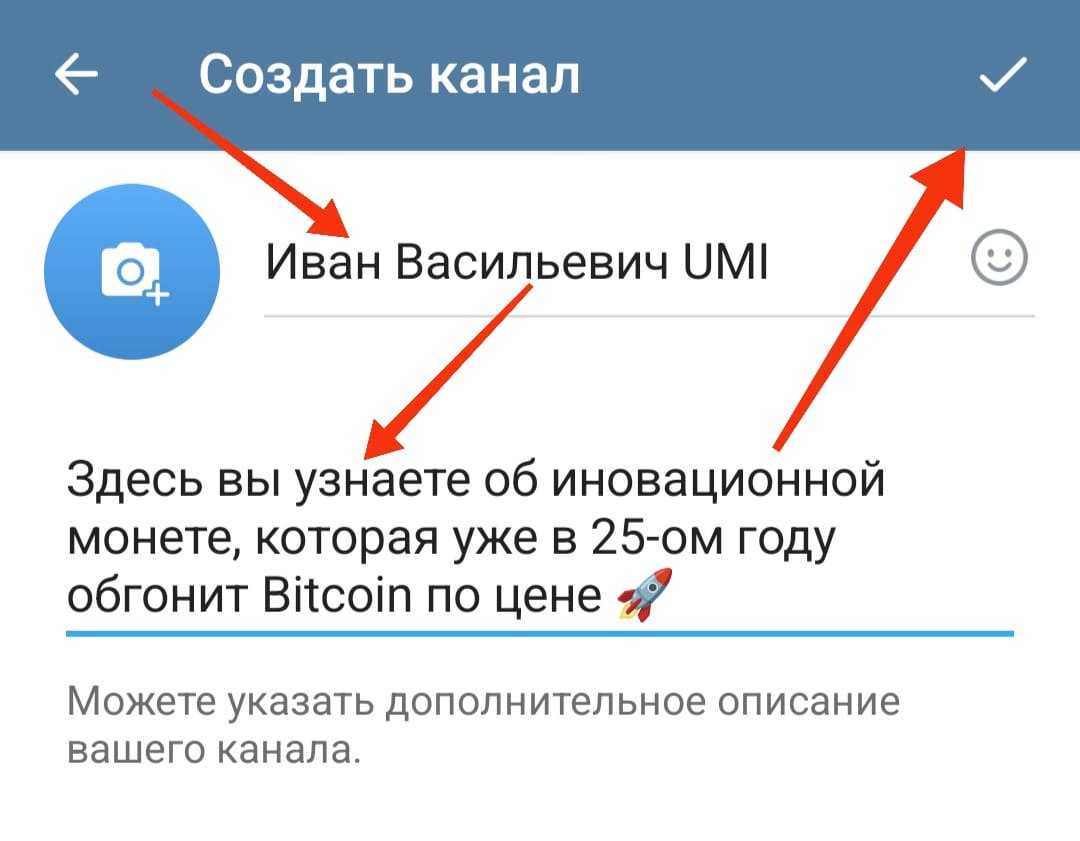 Создать канал
Иван Васильевич UMI
Здесь вы узнаете об иновационной
монете, которая уже в 25-ом году
обгонит Bitcoin по цене 🚀
Можете указать дополнительное описание
вашего канала.